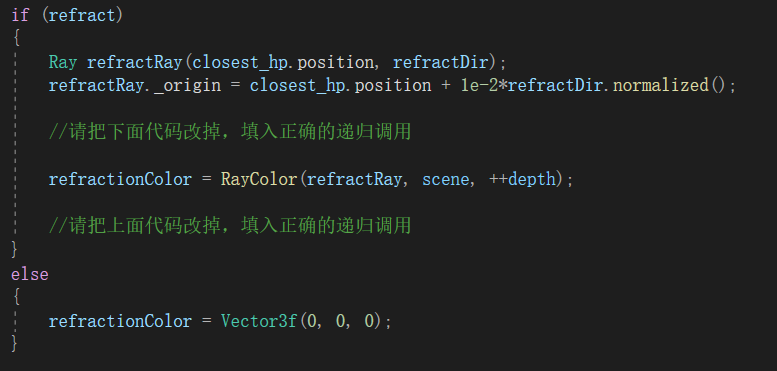 if (refract)
{
Ray refractRay(closest_hp.position, refractDir);
refractRay._origin = closest_hp.position + 1e-2*refractDir.normalized();
//请把下面代码改掉，填入正确的递归调用
refractionColor = RayColor(refractRay, scene, ++depth);
//请把上面代码改掉，填入正确的递归调用
}
else
{
refractionColor = Vector3f(0, 0, 0);
}